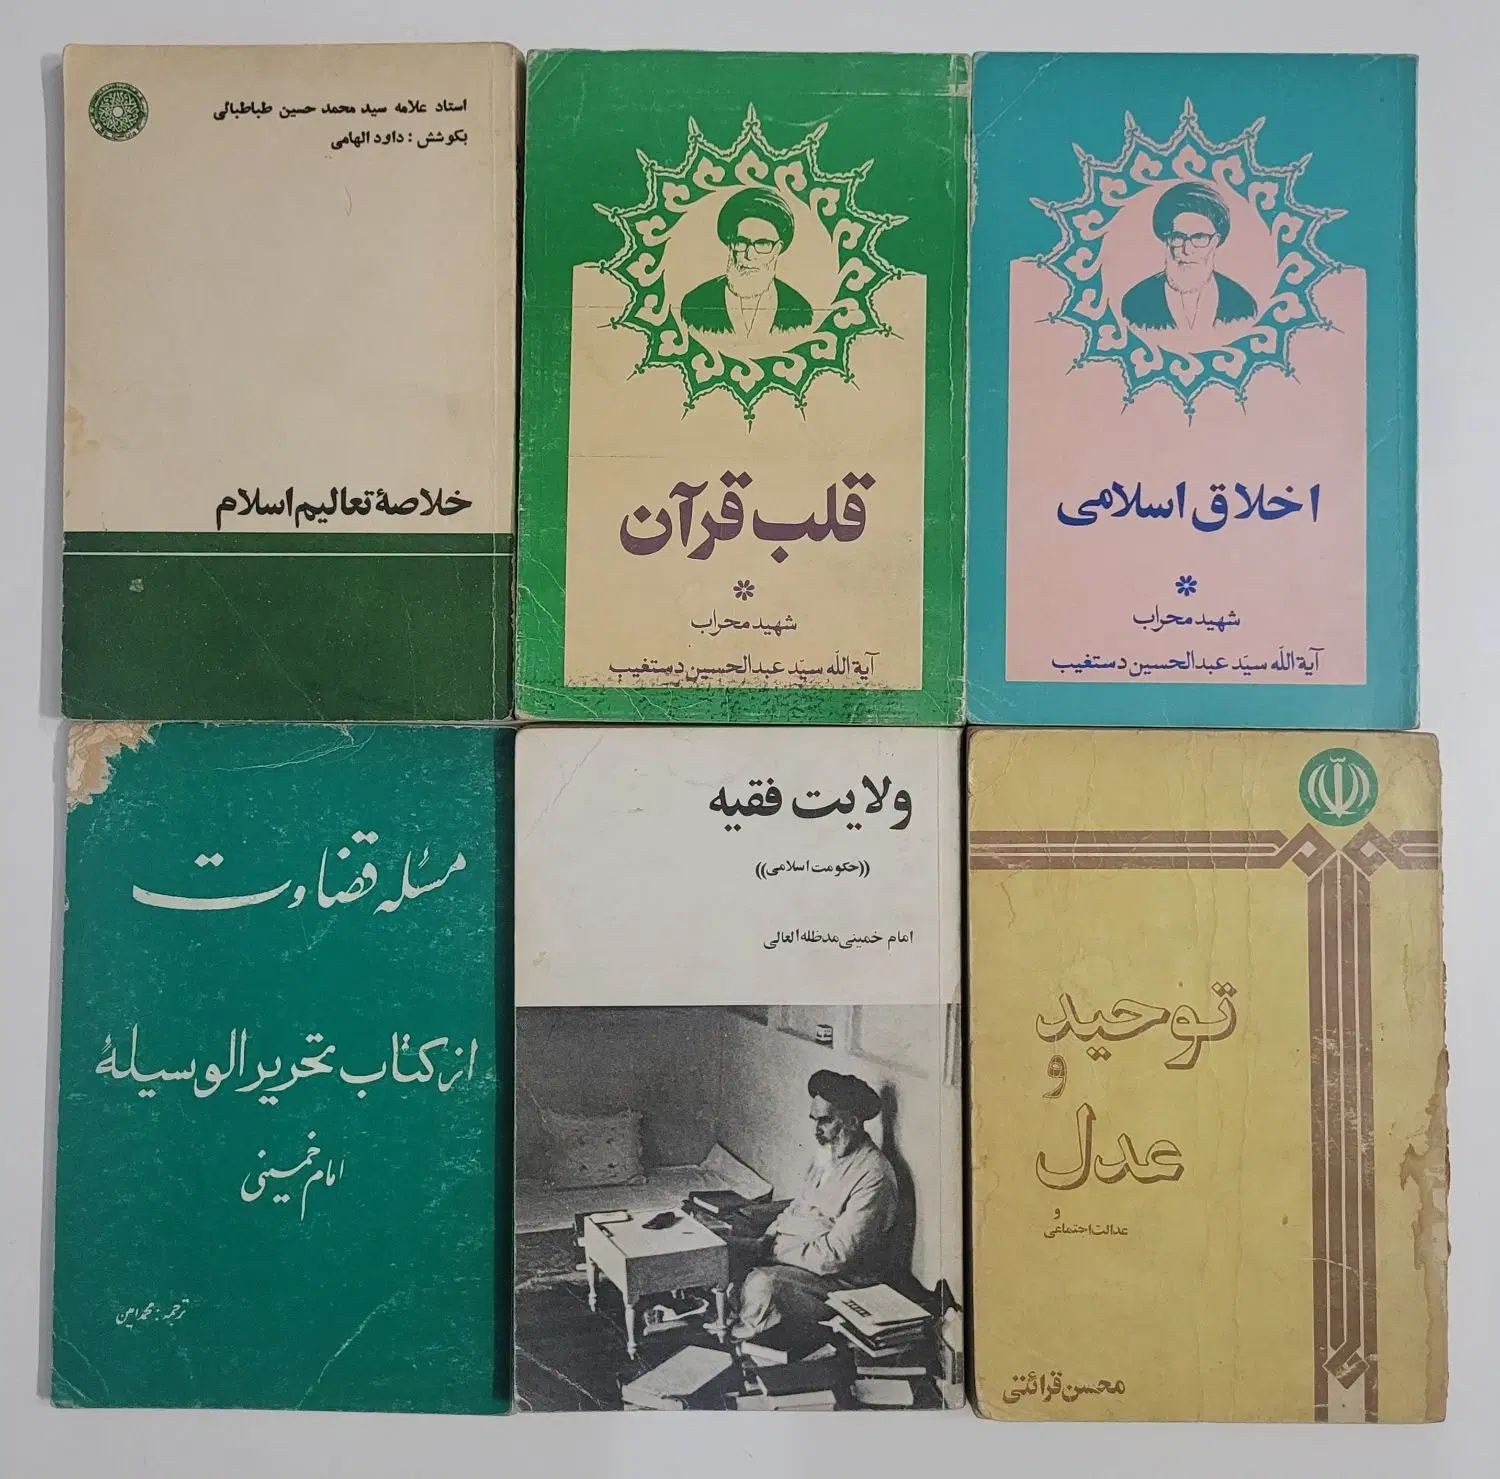 استاد علامه سید محمد حسین طباطبائی
بکوشش : داود الهامی
خلاصهٔ تعالیم اسلام
قلب قرآن
شهید محراب
آیة الله سیّد عبدالحسین دستغیب
اخلاق اسلامی
شهید محراب
آیة الله سیّد عبدالحسین دستغیب
مسئله قضاوت
از کتاب تحریر الوسیلهٔ
امام خمینی
ترجمه : محمد امین
ولایت فقیه
((حکومت اسلامی))
امام خمینی مدظله العالی
توحید
و
عدل
و
عدالت اجتماعی
محسن قرائتی